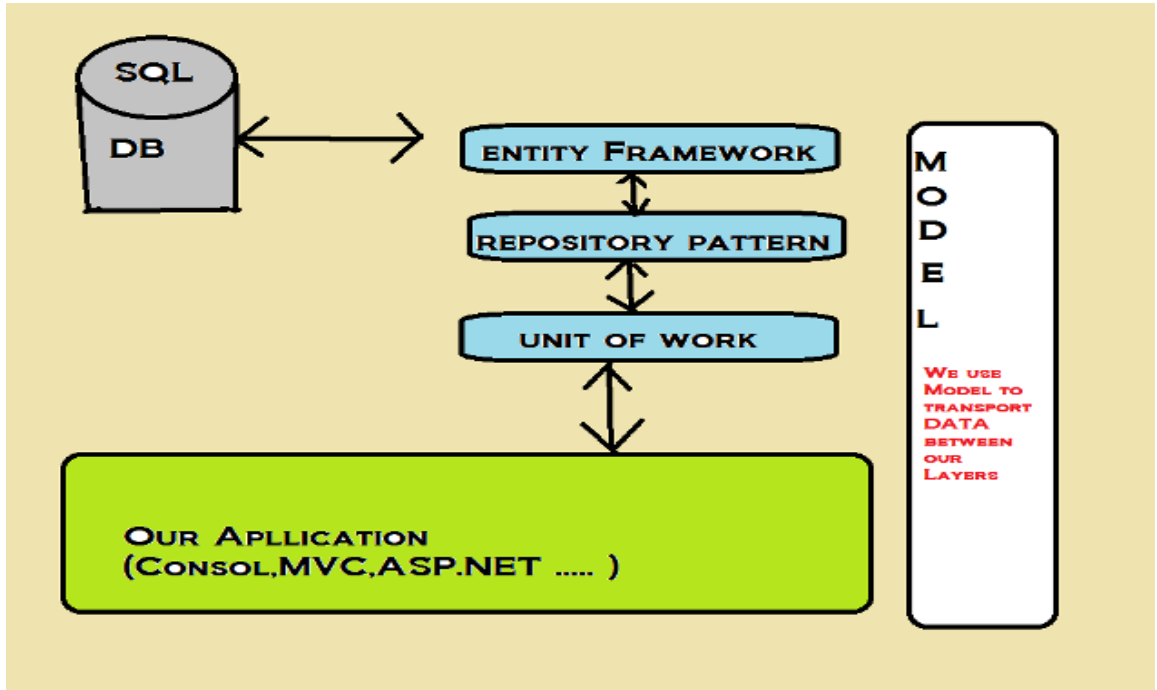 SQL
DB
ENTITY FRAMEWORK
REPOSITORY PATTERN
UNIT OF WORK
OUR APLLICATION
(CONSOL,MVC,ASP.NET ..... )
M
O
D
E
L
WE USE
MODEL TO
TRANSPORT
DATA
BETWEEN
OUR
LAYERS